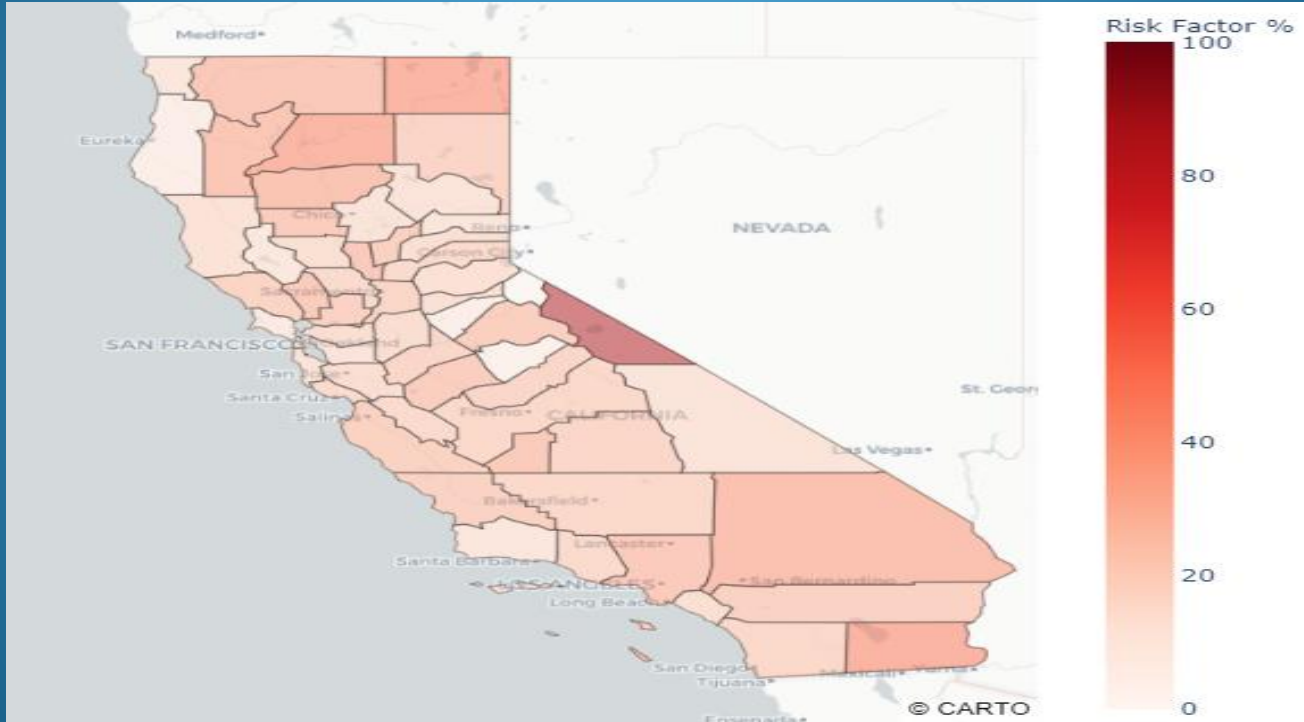 Risk Factor %
100
80
60
40
20
0
Medford
Eureka
Chico
Reno
NEVADA
Carson City
Sacramento
SAN FRANCISCO
Oakland
San Jose
Santa Cruz
Salinas
Fresno
CALIFORNIA
St. Geor
Las Vegas
Bakersfield
Lancaster
Santa Barbara
LOS ANGELES
San Bernardino
Long Beach
San Diego
Mexicali
Yuma
Tijuana
Ensenada
© CARTO